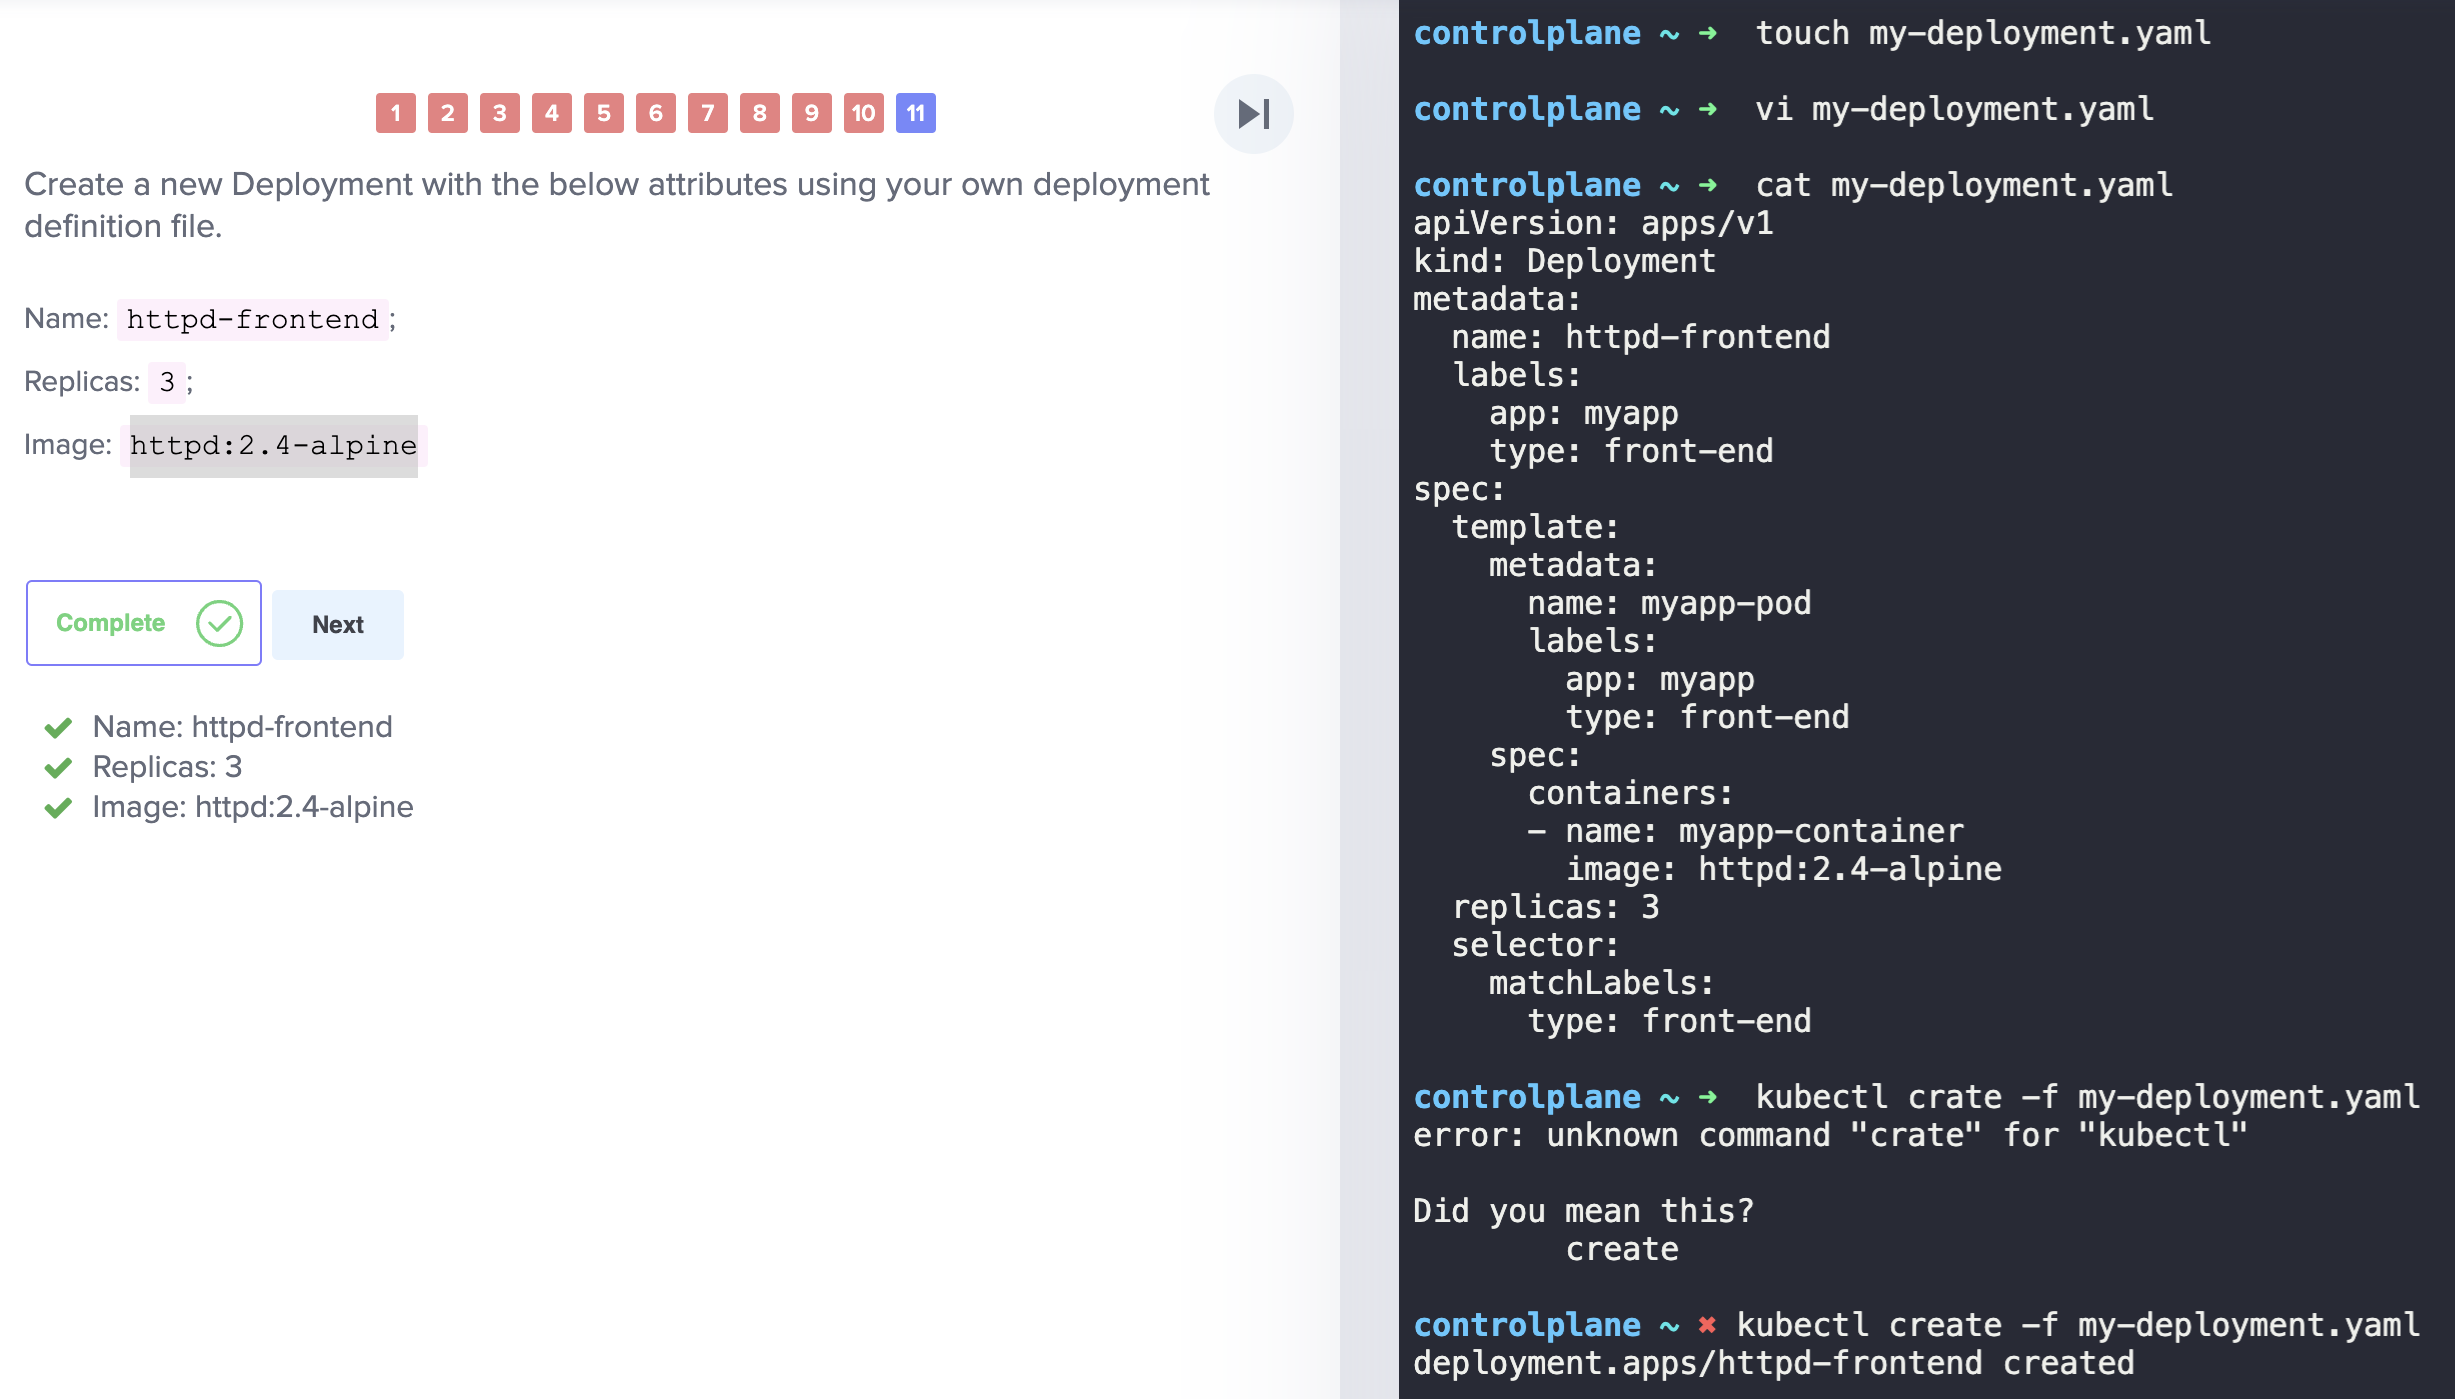 1 2 3 4 5 6 7 8 9 10 11
Create a new Deployment with the below attributes using your own deployment
definition file.
Name: httpd-frontend;
Replicas: 3;
Image: httpd:2.4-alpine
Complete Next
Name: httpd-frontend
Replicas: 3
Image: httpd:2.4-alpine
controlplane ~ ➜  touch my-deployment.yaml
controlplane ~ ➜  vi my-deployment.yaml
controlplane ~ ➜  cat my-deployment.yaml
apiVersion: apps/v1
kind: Deployment
metadata:
  name: httpd-frontend
  labels:
    app: myapp
    type: front-end
spec:
  template:
    metadata:
      name: myapp-pod
      labels:
        app: myapp
        type: front-end
    spec:
      containers:
      - name: myapp-container
        image: httpd:2.4-alpine
  replicas: 3
  selector:
    matchLabels:
      type: front-end
controlplane ~ ➜  kubectl crate -f my-deployment.yaml
error: unknown command "crate" for "kubectl"
Did you mean this?
        create
controlplane ~ ✖ kubectl create -f my-deployment.yaml
deployment.apps/httpd-frontend created